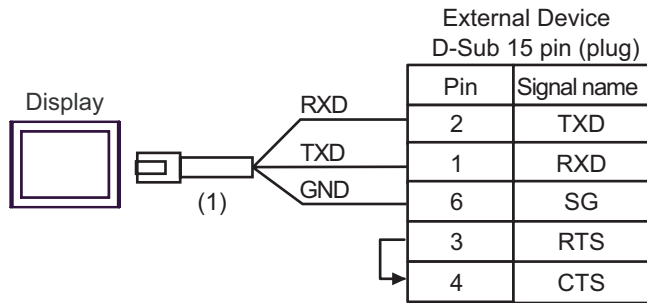 External Device
D-Sub 15 pin (plug)
Display
(1)
RXD
TXD
GND
Pin Signal name
2 TXD
1 RXD
6 SG
3 RTS
4 CTS